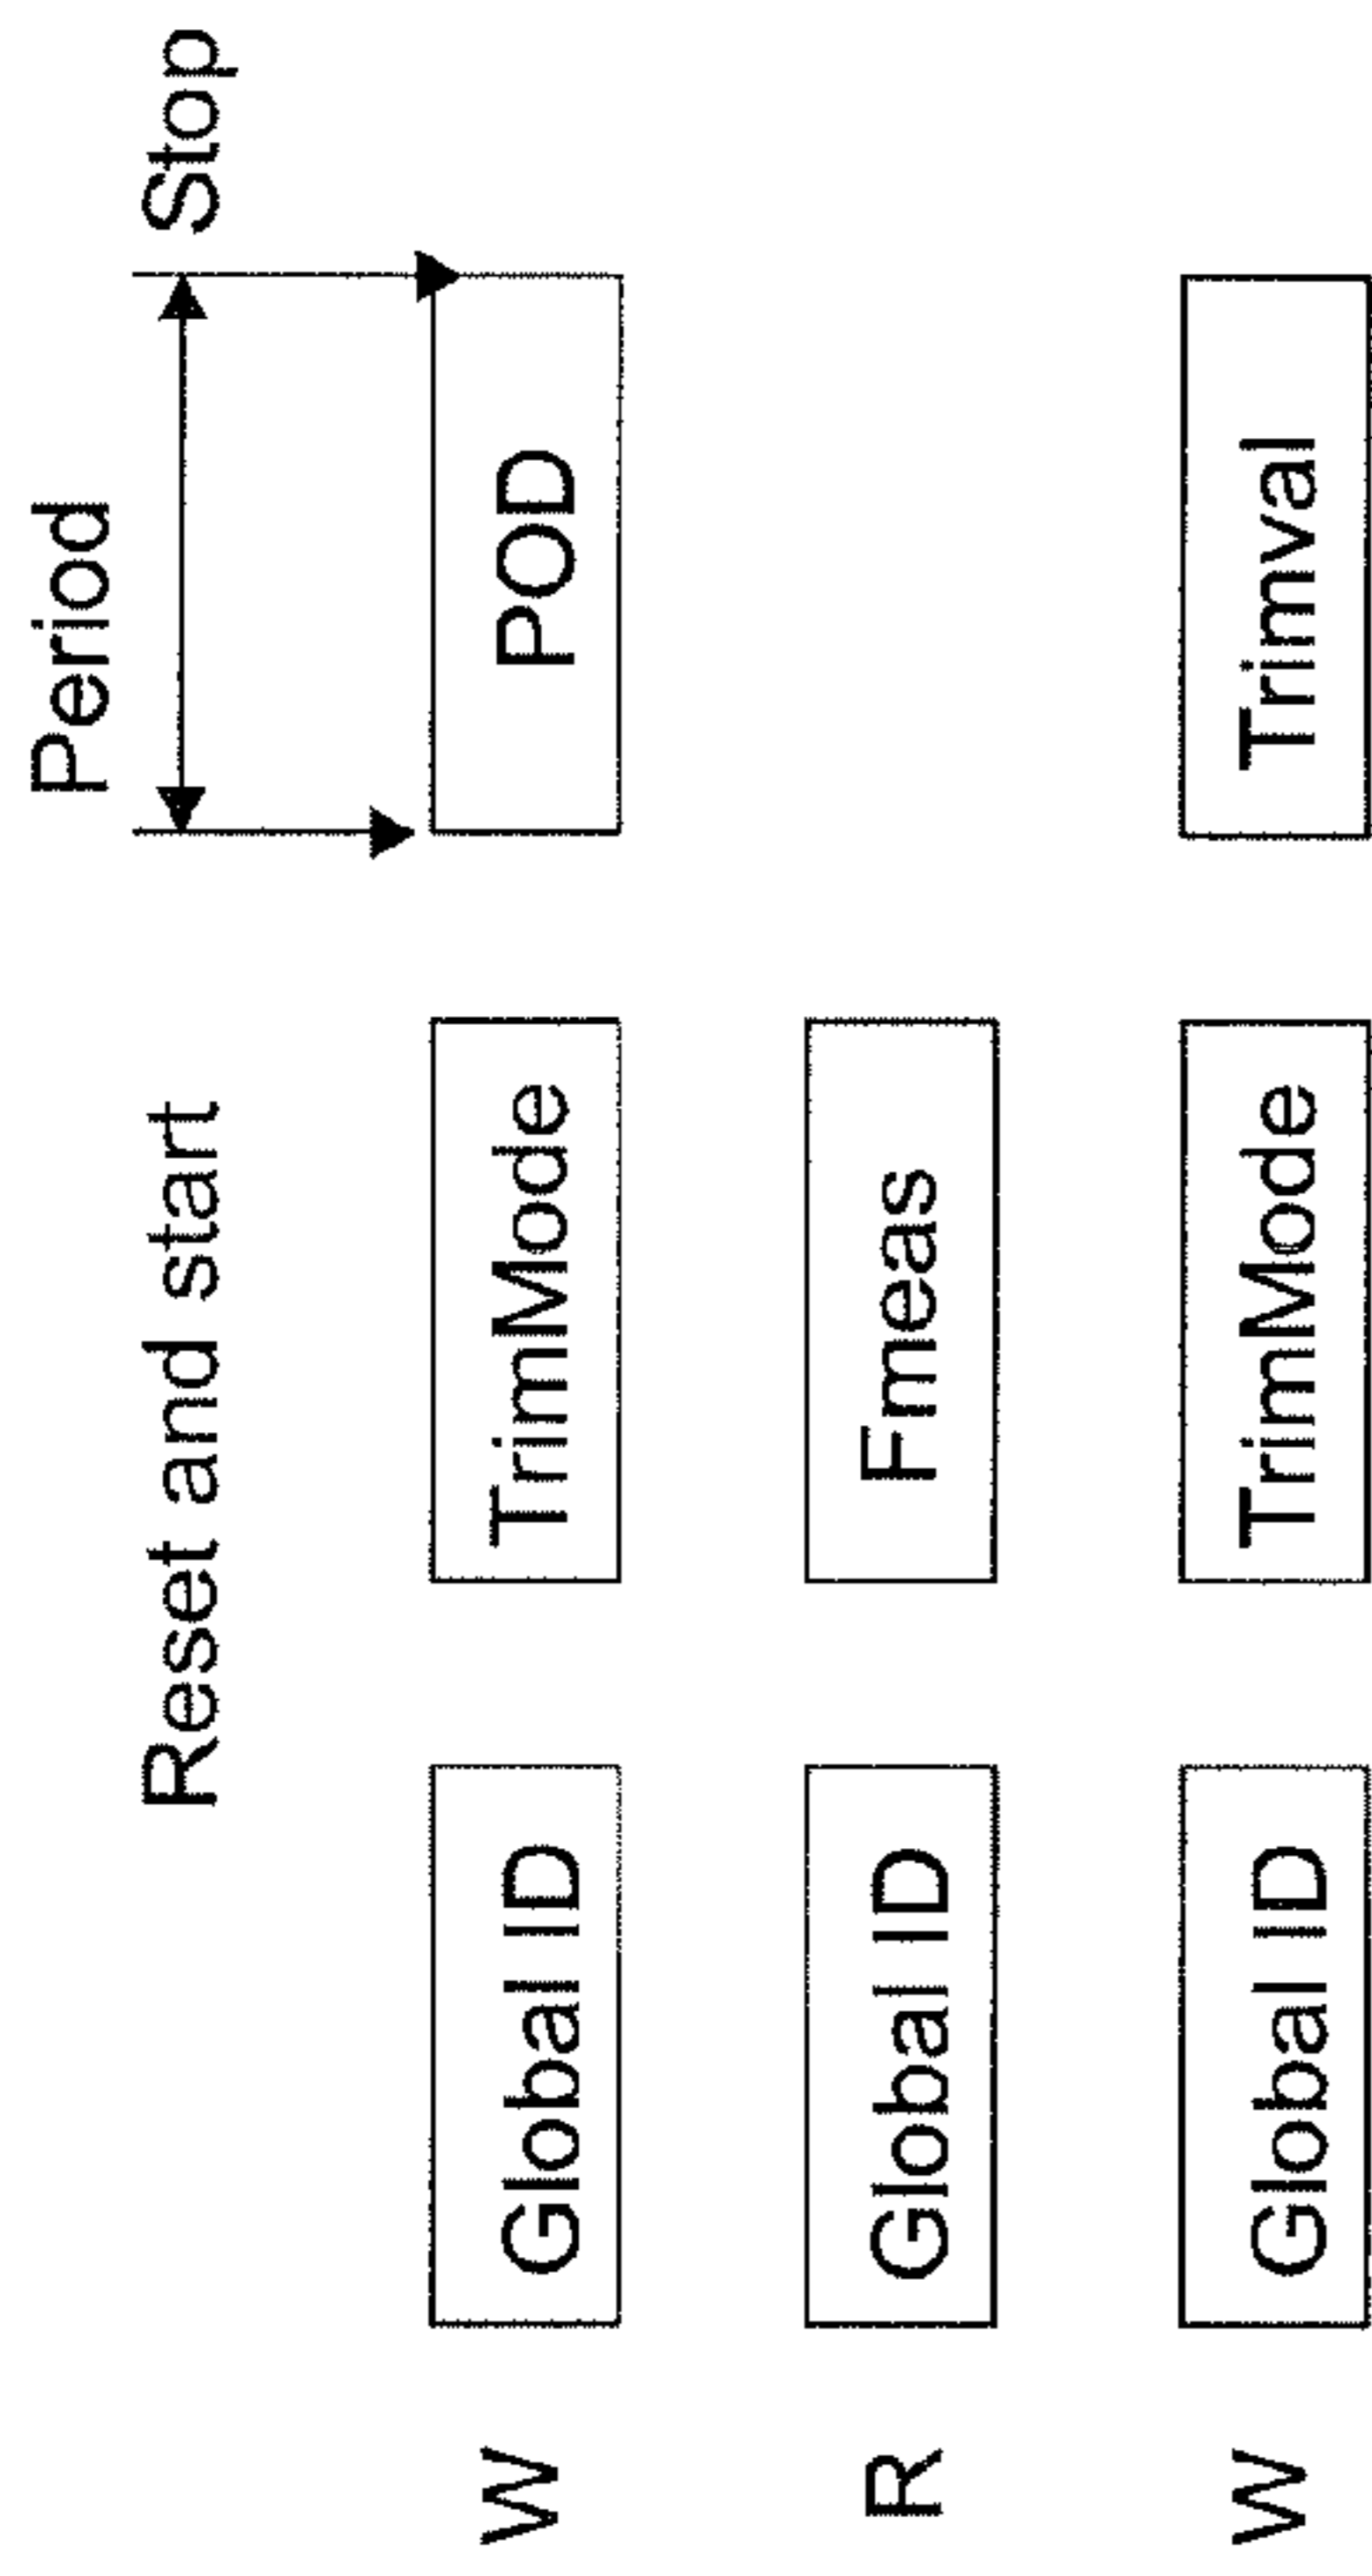 Period
Reset and start Stop
W Global ID TrimMode POD
R Global ID Fmeas
W Global ID TrimMode Trimval